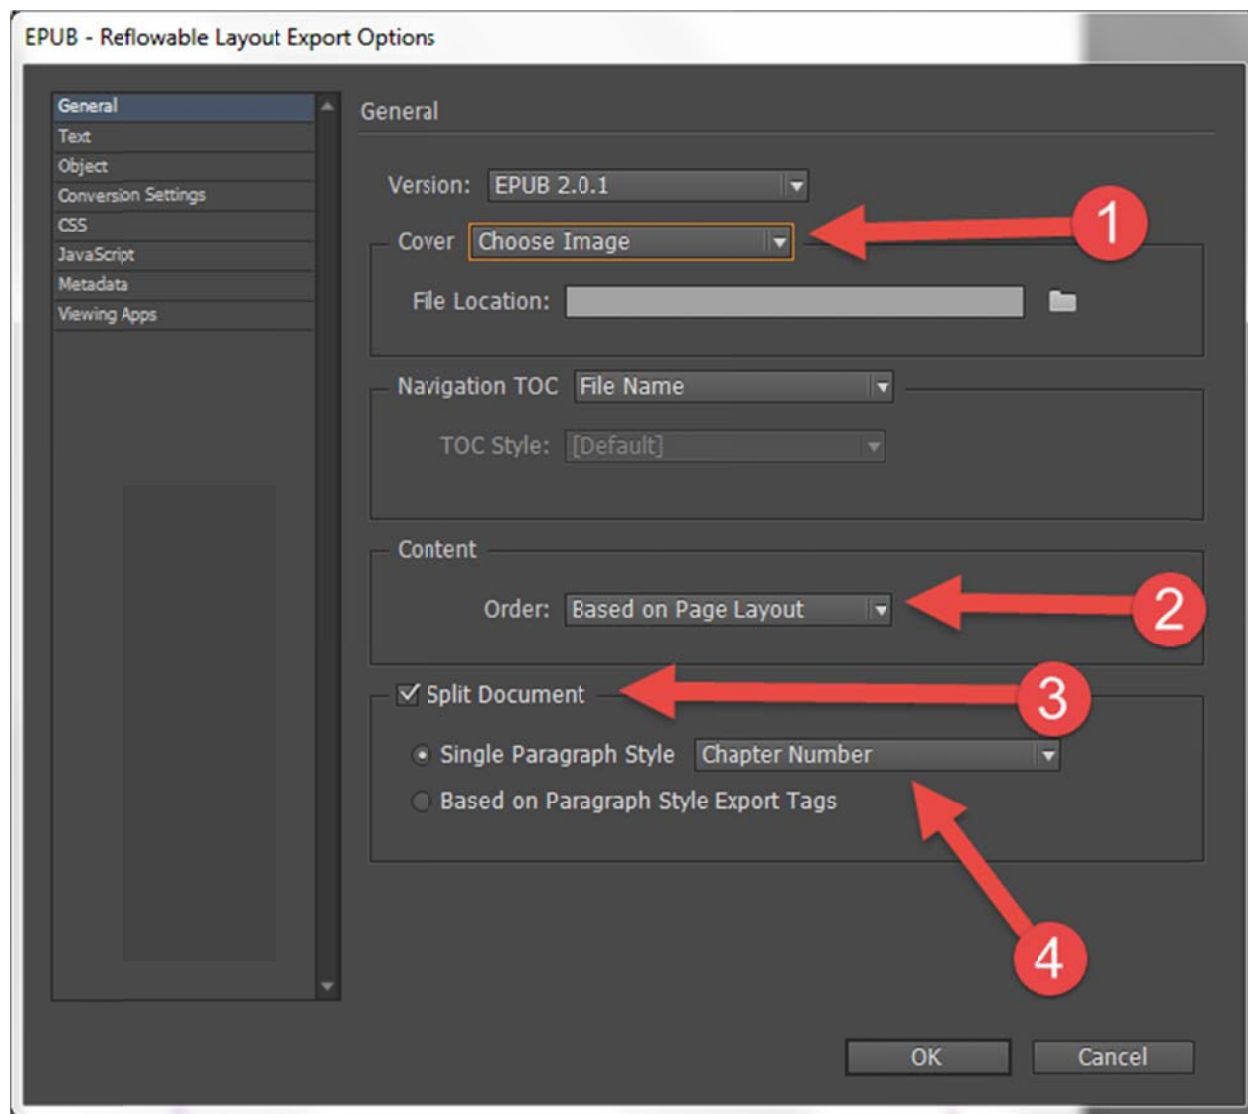 EPUB - Reflowable Layout Export Options
General
Text
Object
Conversion Settings
CSS
JavaScript
Metadata
Viewing Apps
General
Version: EPUB 2.0.1
1
Cover Choose Image
File Location:
Navigation TOC File Name
TOC Style: [Default]
Content
Order: Based on Page Layout
2
Split Document
3
Single Paragraph Style Chapter Number
Based on Paragraph Style Export Tags
4
OK Cancel